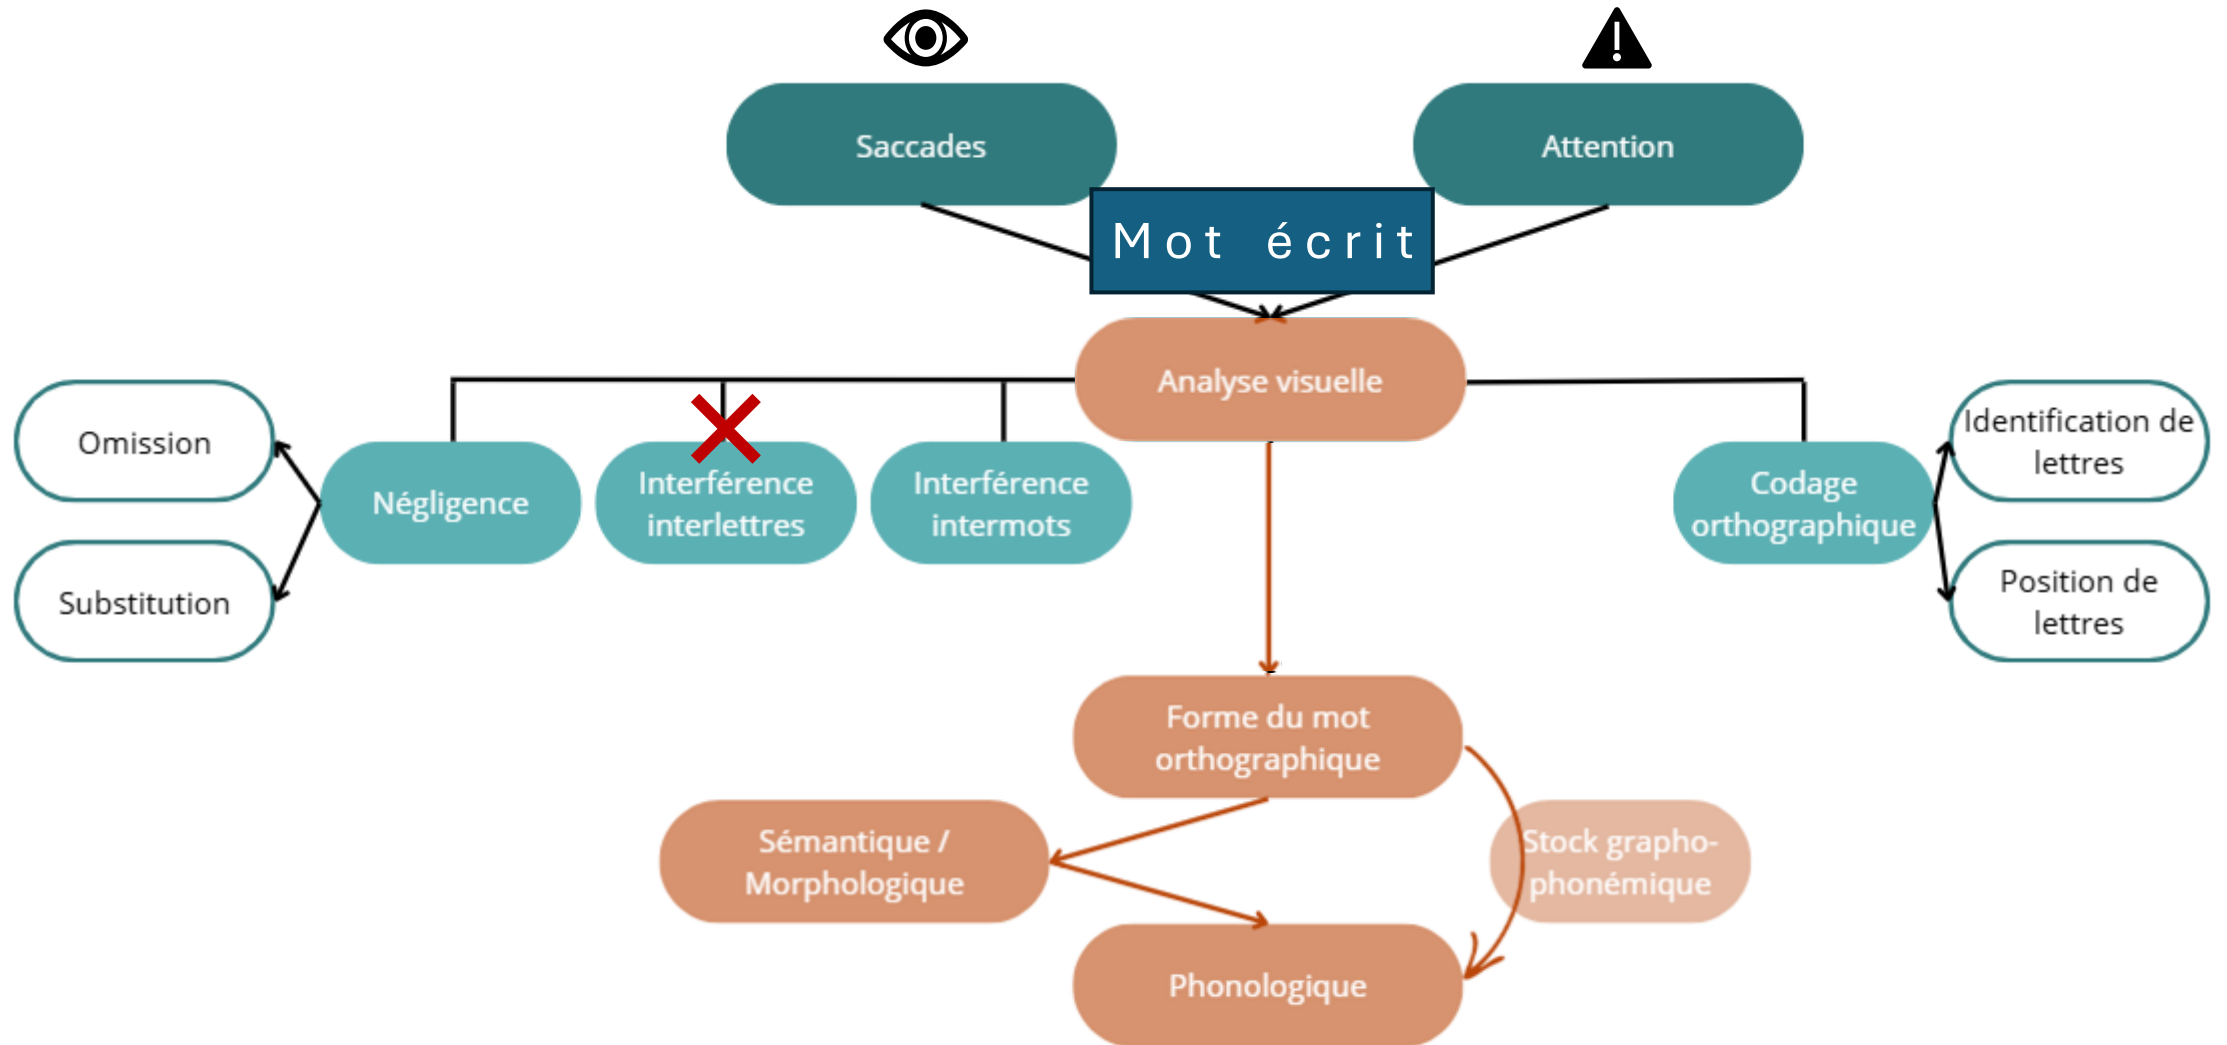 Saccades
Attention
Mot écrit
Analyse visuelle
Omission
Substitution
Négligence
Interférence
interlettres
Interférence
intermots
Codage
orthographique
Identification de
lettres
Position de
lettres
Forme du mot
orthographique
Sémantique /
Morphologique
Stock grapho-
phonémique
Phonologique